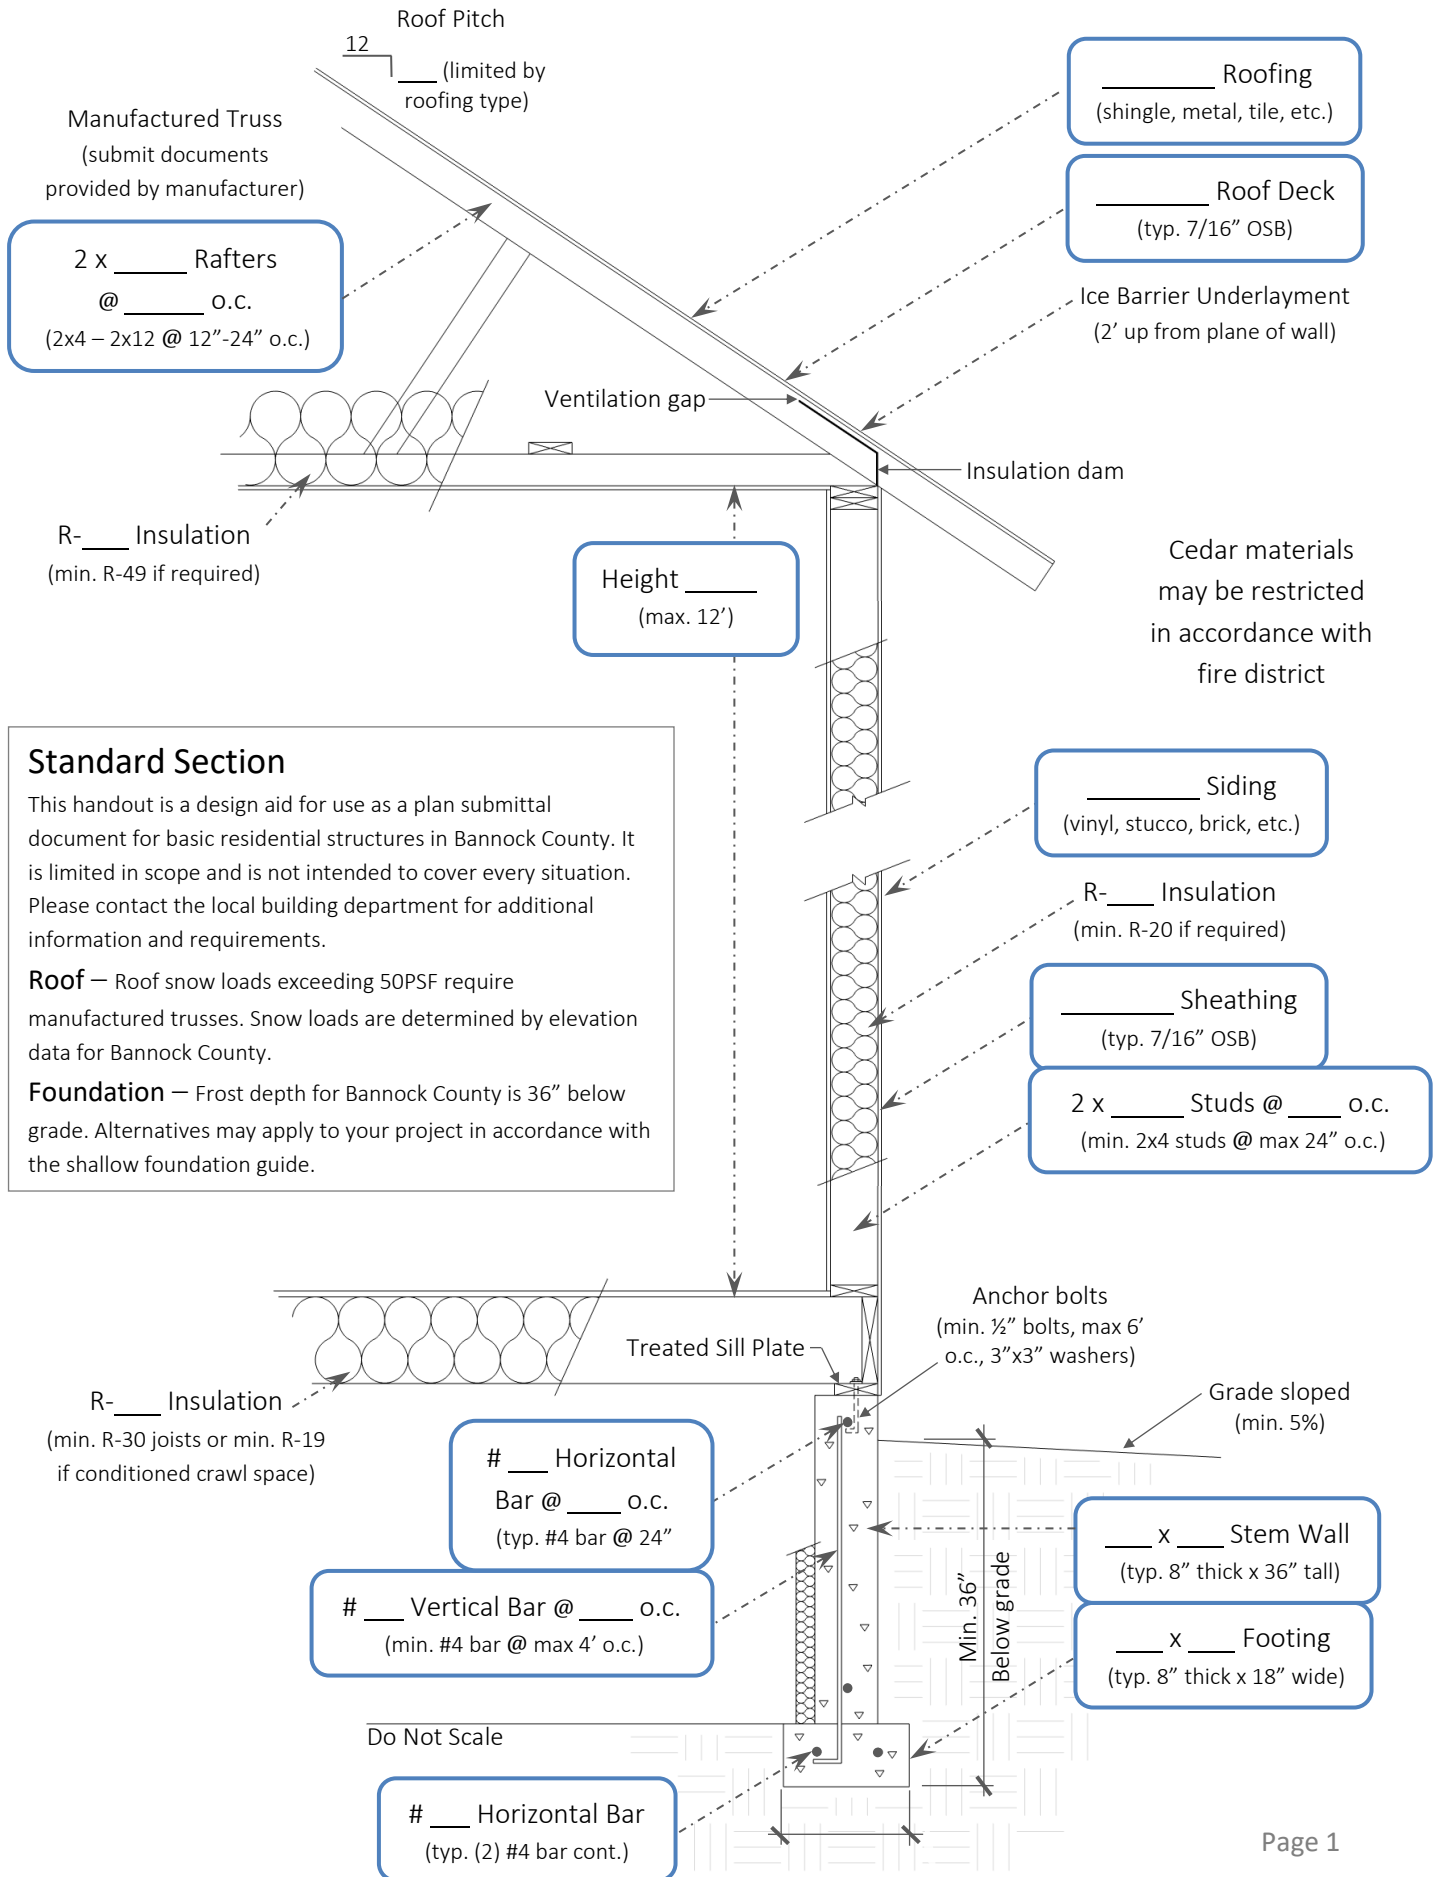 Roof Pitch
12
____ (limited by
roofing type)
Manufactured Truss
(submit documents
provided by manufacturer)
2 x _____ Rafters
@ ______ o.c.
(2x4 – 2x12 @ 12”-24” o.c.)
________ Roofing
(shingle, metal, tile, etc.)
________ Roof Deck
(typ. 7/16” OSB)
Ice Barrier Underlayment
(2’ up from plane of wall)
Ventilation gap
Insulation dam
R-___ Insulation
(min. R-49 if required)
Height _____
(max. 12’)
Cedar materials
may be restricted
in accordance with
fire district
Standard Section
This handout is a design aid for use as a plan submittal
document for basic residential structures in Bannock County. It
is limited in scope and is not intended to cover every situation.
Please contact the local building department for additional
information and requirements.
Roof – Roof snow loads exceeding 50PSF require
manufactured trusses. Snow loads are determined by elevation
data for Bannock County.
Foundation – Frost depth for Bannock County is 36” below
grade. Alternatives may apply to your project in accordance with
the shallow foundation guide.
________ Siding
(vinyl, stucco, brick, etc.)
R-___ Insulation
(min. R-20 if required)
________ Sheathing
(typ. 7/16” OSB)
2 x _____ Studs @ ____ o.c.
(min. 2x4 studs @ max 24” o.c.)
Anchor bolts
(min. ½” bolts, max 6’
o.c., 3”x3” washers)
Treated Sill Plate
Grade sloped
(min. 5%)
R-___ Insulation
(min. R-30 joists or min. R-19
if conditioned crawl space)
# ___ Horizontal
Bar @ ____ o.c.
(typ. #4 bar @ 24”
# ___ Vertical Bar @ ____ o.c.
(min. #4 bar @ max 4’ o.c.)
Min. 36”
Below grade
___ x ___ Stem Wall
(typ. 8” thick x 36” tall)
___ x ___ Footing
(typ. 8” thick x 18” wide)
Do Not Scale
# ___ Horizontal Bar
(typ. (2) #4 bar cont.)
Page 1